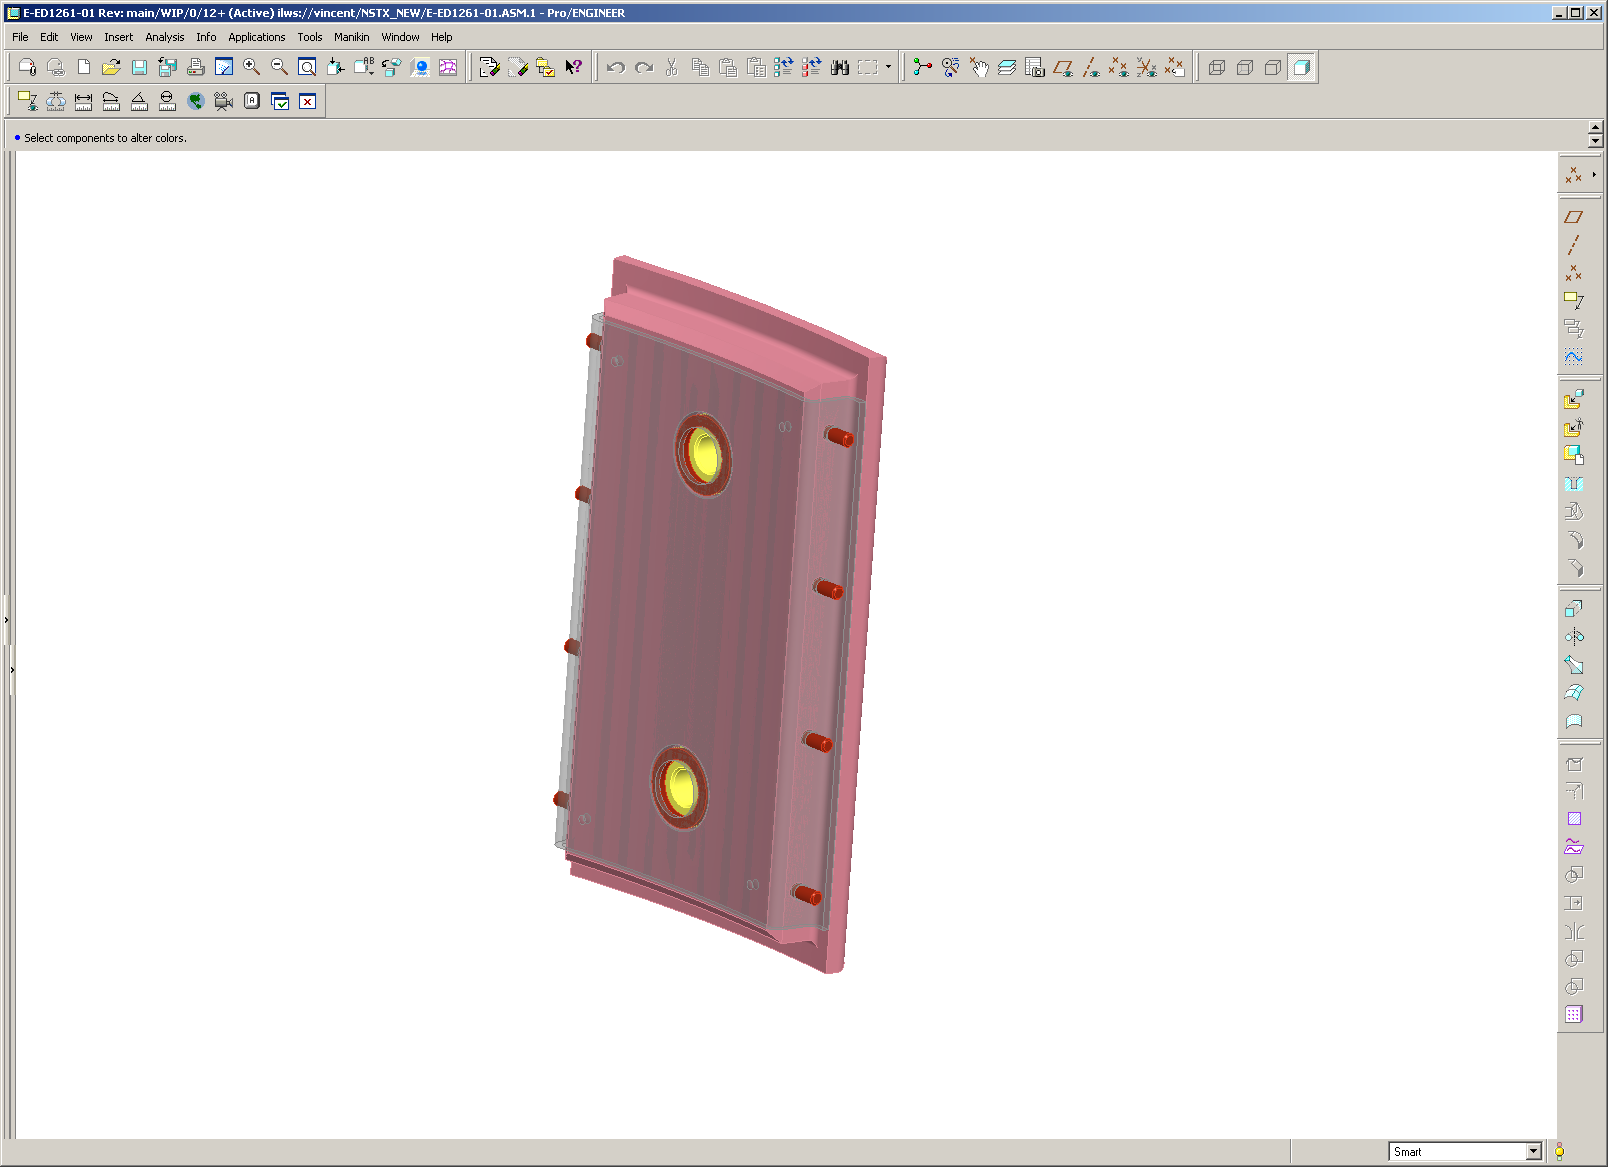 E-ED1261-01 Rev: main/WIP/0/12+ (Active) ilws://vincent/NSTX_NEW/E-ED1261-01.ASM.1 - Pro/ENGINEER
File Edit View Insert Analysis Info Applications Tools Manikin Window Help
Select components to alter colors.
Smart